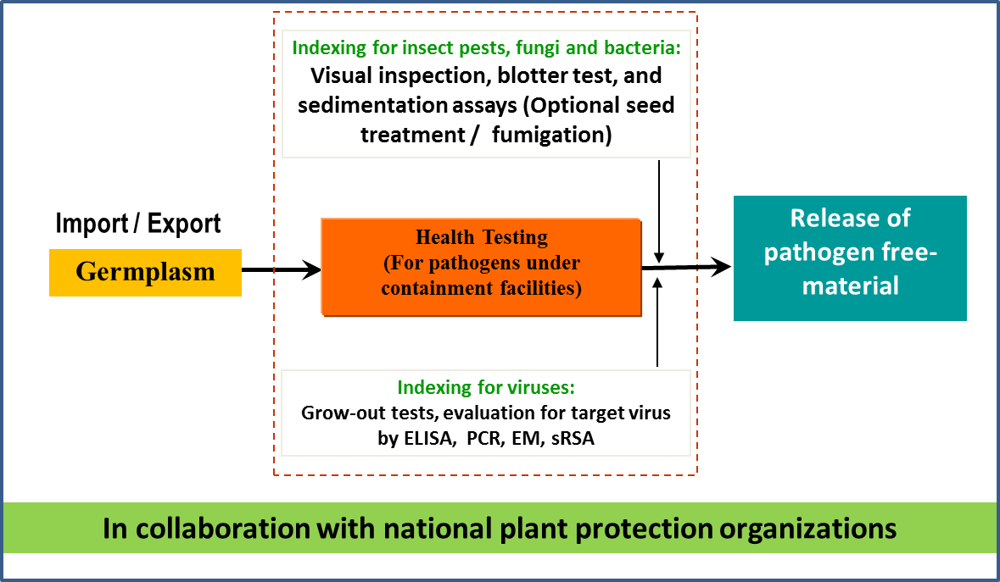 Indexing for insect pests, fungi and bacteria:
Visual inspection, blotter test, and
sedimentation assays (Optional seed
treatment /  fumigation)
Import / Export
Germplasm
Health Testing
(For pathogens under
containment facilities)
Release of
pathogen free-
material
Indexing for viruses:
Grow-out tests, evaluation for target virus
by ELISA,  PCR, EM, sRSA
In collaboration with national plant protection organizations